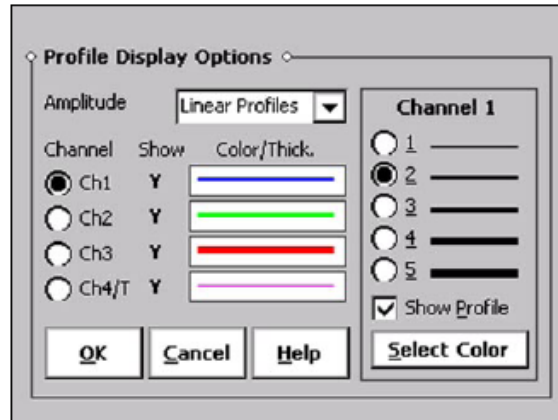 Profile Display Options
Amplitude Linear Profiles
Channel Show Color/Thick.
Ch1 Y
Ch2 Y
Ch3 Y
Ch4/T Y
OK Cancel Help
Channel 1
1
2
3
4
5
Show Profile
Select Color